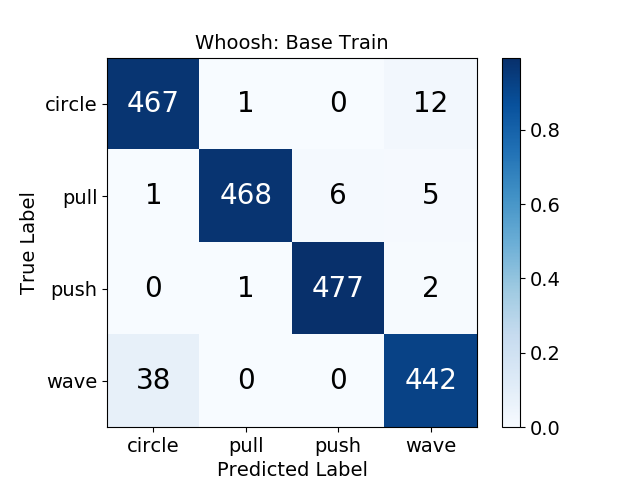 Whoosh: Base Train
circle 467 1 0 12
pull 1 468 6 5
push 0 1 477 2
wave 38 0 0 442
circle pull push wave
Predicted Label
True Label
0.8
0.6
0.4
0.2
0.0